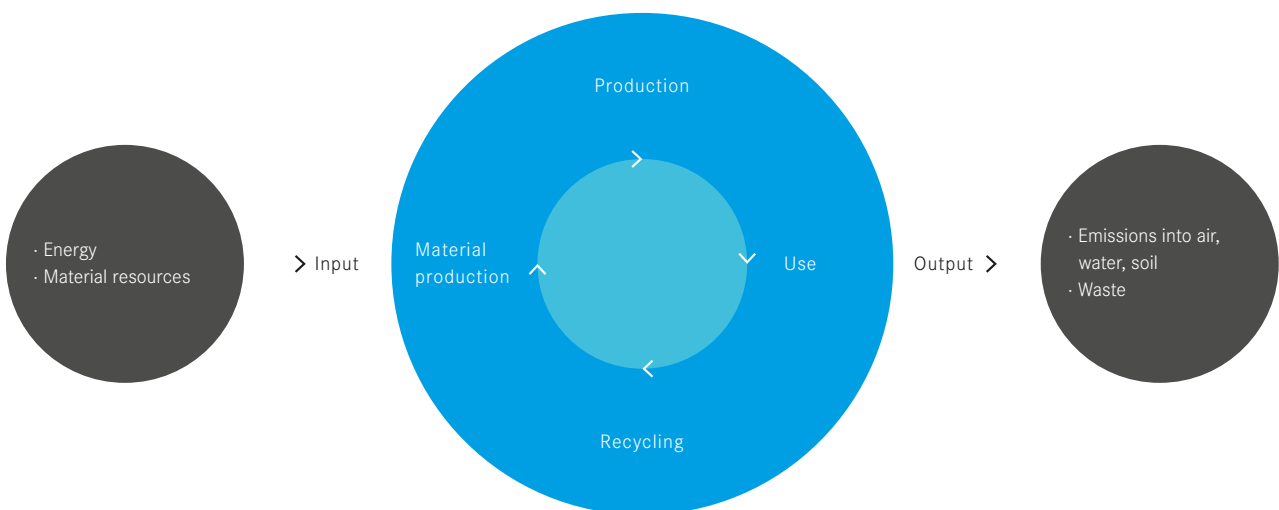 Production
· Energy
· Material resources
Input
Material
production
Use
Output
· Emissions into air,
water, soil
· Waste
Recycling